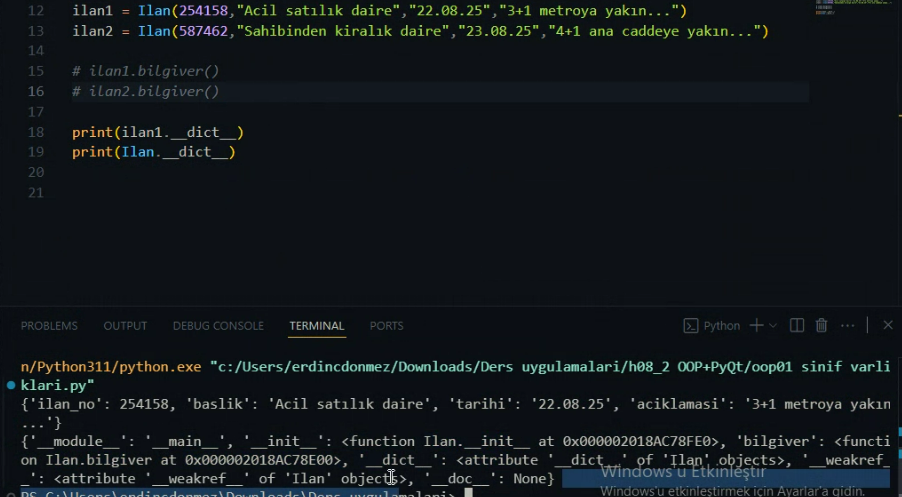 12 ilan1 = Ilan(254158,"Acil satılık daire","22.08.25","3+1 metroya yakın...")
13 ilan2 = Ilan(587462,"Sahibinden kiralık daire","23.08.25","4+1 ana caddeye yakın...")
14
15 # ilan1.bilgiver()
16 # ilan2.bilgiver()
17
18 print(ilan1.__dict__)
19 print(Ilan.__dict__)
20
21
PROBLEMS OUTPUT DEBUG CONSOLE TERMINAL PORTS Python
n/Python311/python.exe "c:/Users/erdincdonmez/Downloads/Ders uygulamalari/h08_2 OOP+PyQt/oop01 sinif varli
klari.py"
{'ilan_no': 254158, 'baslik': 'Acil satılık daire', 'tarihi': '22.08.25', 'aciklamasi': '3+1 metroya yakın
...'}
{'__module__': '__main__', '__init__': <function Ilan.__init__ at 0x000002018AC78FE0>, 'bilgiver': <functi
on Ilan.bilgiver at 0x000002018AC78E00>, '__dict__': <attribute '__dict__' of 'Ilan' objects>, '__weakref_
_': <attribute '__weakref__' of 'Ilan' objects>, '__doc__': None}
Windows'u Etkinleştir
PS C:\Users\erdincdonmez\Downloads\Ders uygulamalari>
Windows'u etkinleştirmek için Ayarlar'a gidin.